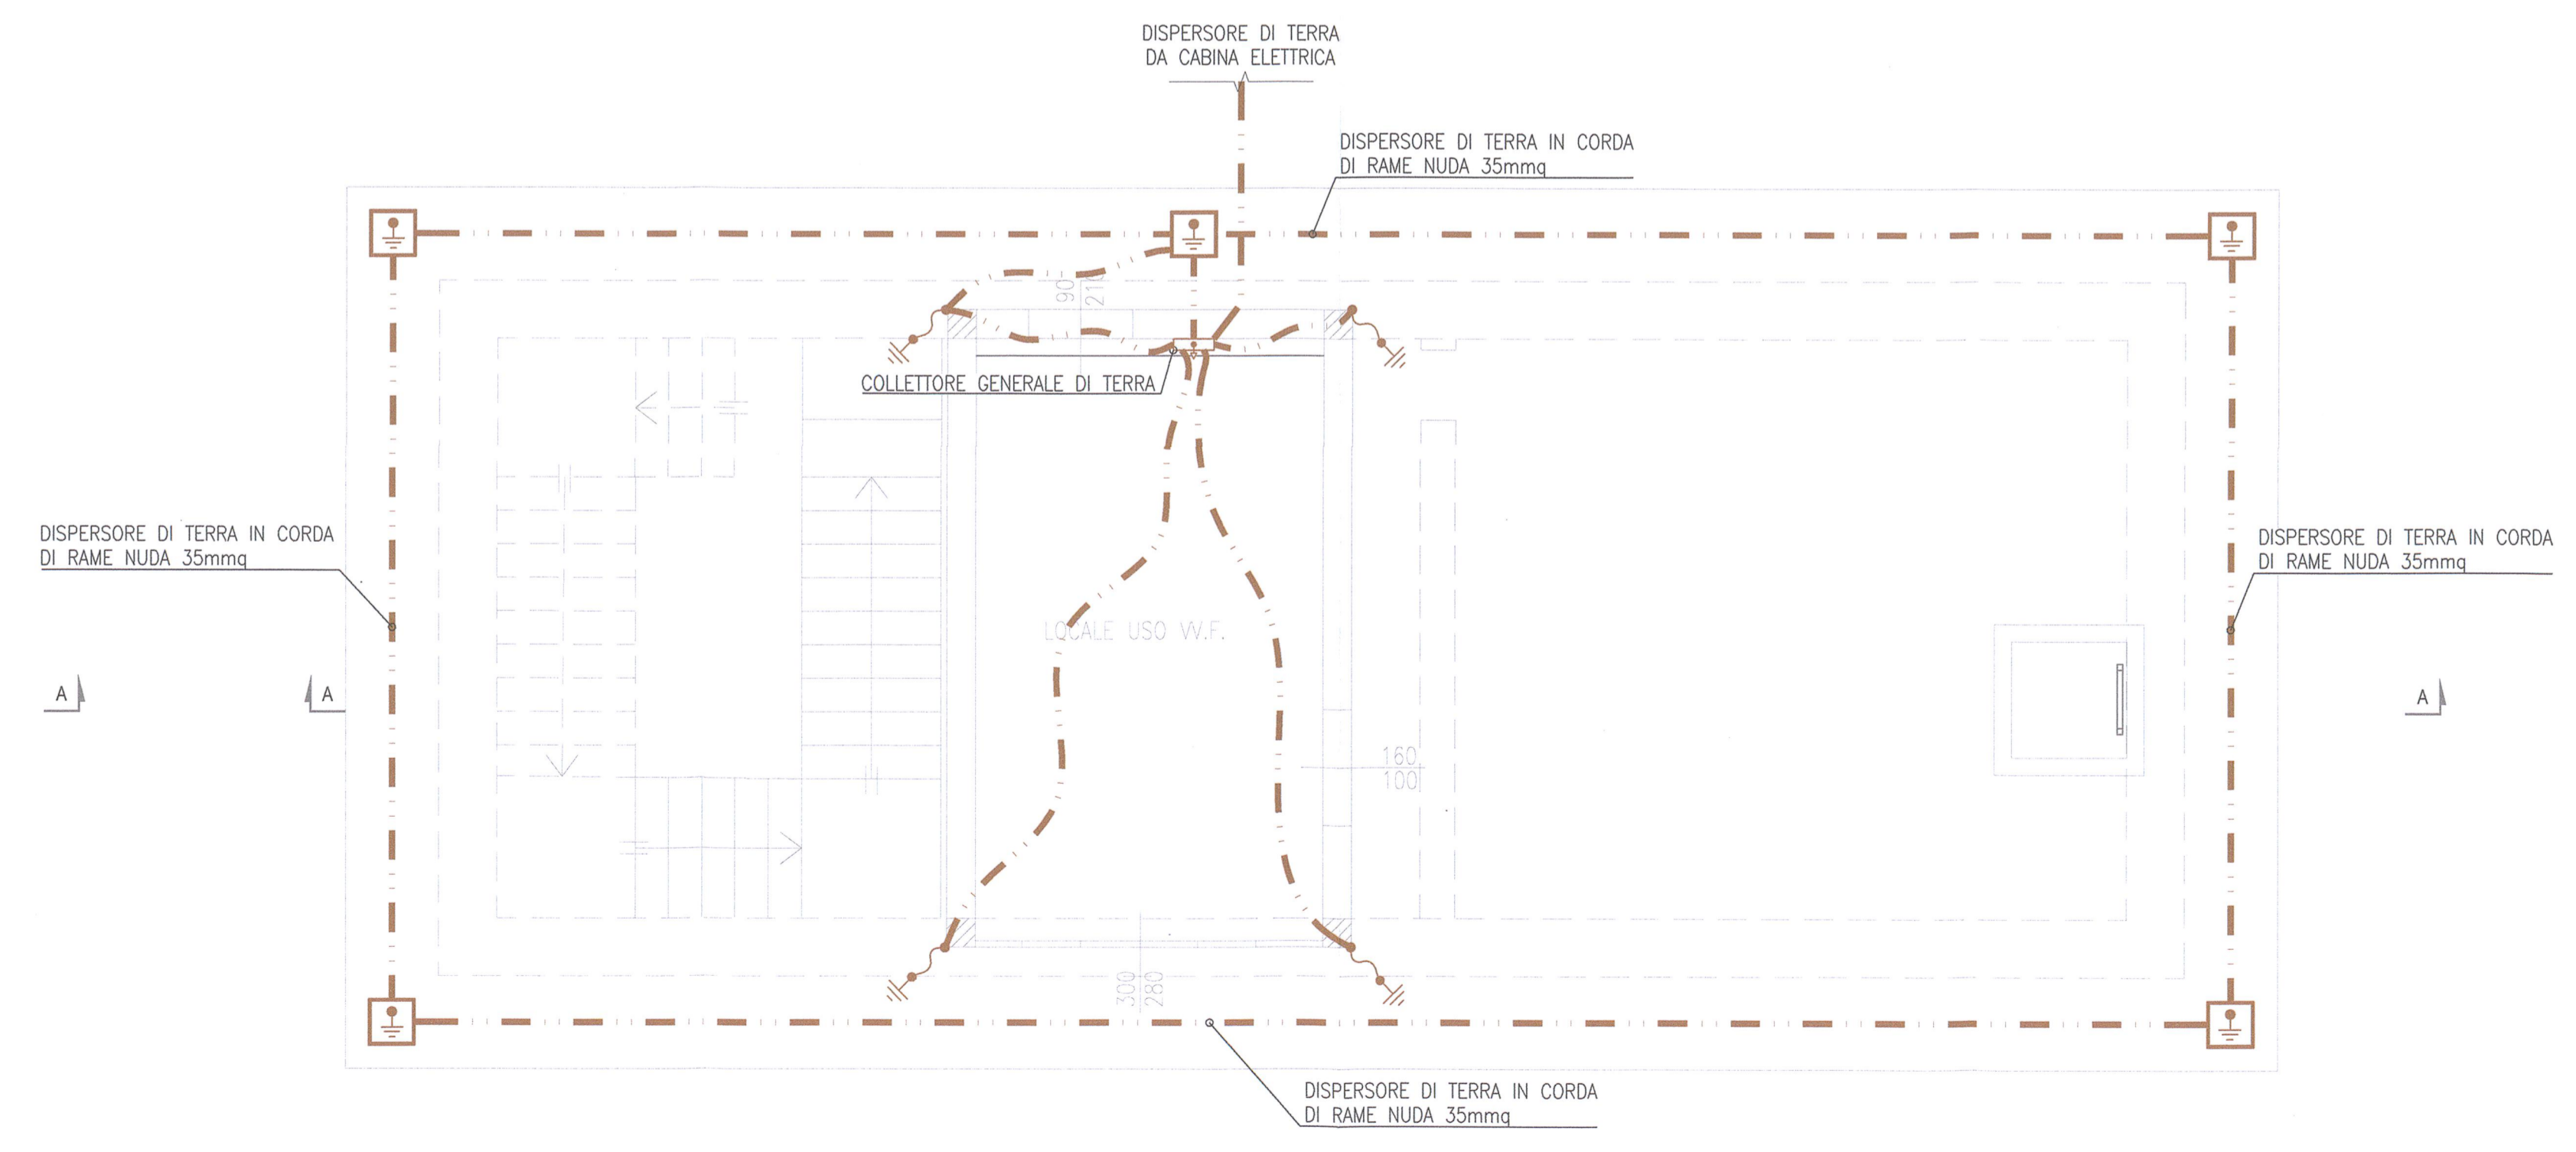 DISPERSORE DI TERRA
DA CABINA ELETTRICA
DISPERSORE DI TERRA IN CORDA
DI RAME NUDA 35mmq
90
210
COLLETTORE GENERALE DI TERRA
DISPERSORE DI TERRA IN CORDA
DI RAME NUDA 35mmq
DISPERSORE DI TERRA IN CORDA
DI RAME NUDA 35mmq
LOCALE USO VV.F.
A
A
A
160
100
300
280
DISPERSORE DI TERRA IN CORDA
DI RAME NUDA 35mmq